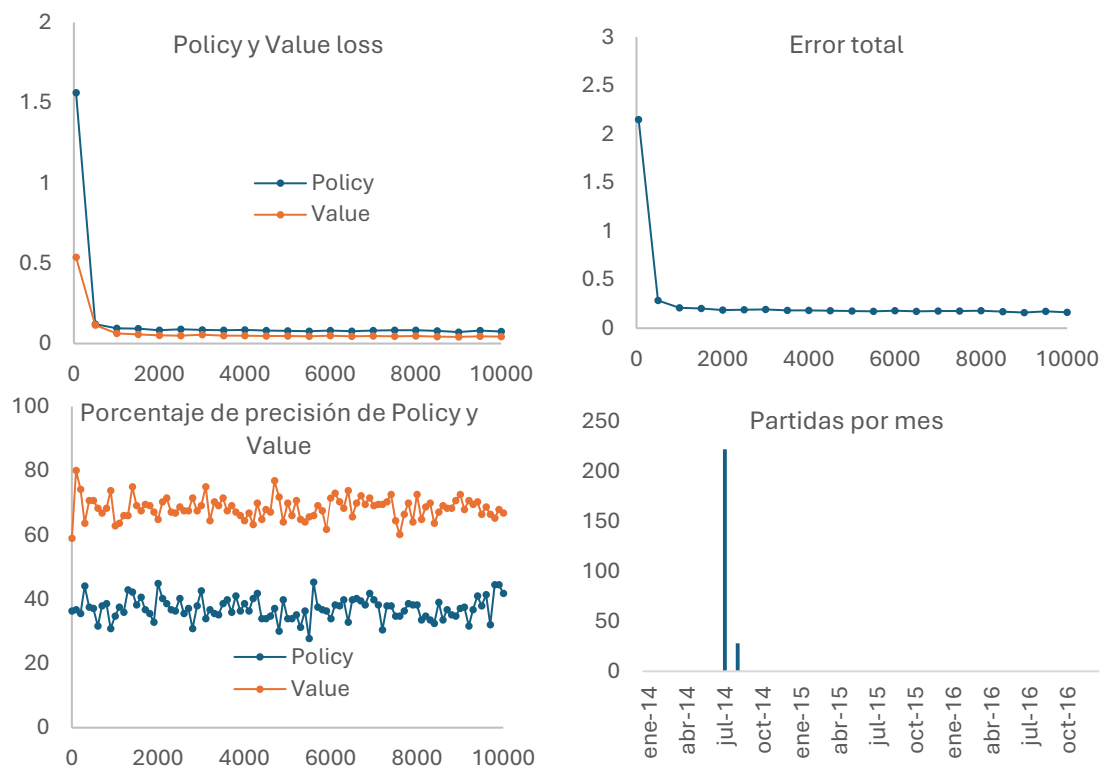 Policy y Value loss
2
1.5
1
0.5
0
Policy
Value
0 2000 4000 6000 8000 10000
Error total
3
2.5
2
1.5
1
0.5
0
0 2000 4000 6000 8000 10000
Porcentaje de precisión de Policy y
Value
100
80
60
40
20
0
Policy
Value
0 2000 4000 6000 8000 10000
Partidas por mes
250
200
150
100
50
0
ene-14 abr-14 jul-14 oct-14 ene-15 abr-15 jul-15 oct-15 ene-16 abr-16 jul-16 oct-16